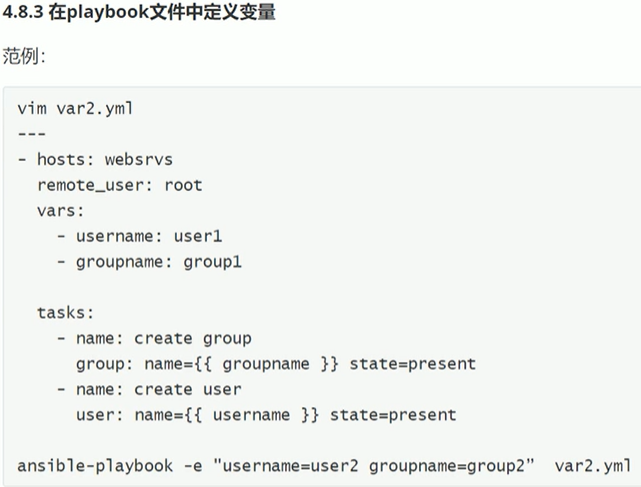 4.8.3 在playbook文件中定义变量
范例：
vim var2.yml
---
- hosts: websrvs
  remote_user: root
  vars:
    - username: user1
    - groupname: group1
  tasks:
    - name: create group
      group: name={{ groupname }} state=present
    - name: create user
      user: name={{ username }} state=present
ansible-playbook -e "username=user2 groupname=group2”  var2.yml